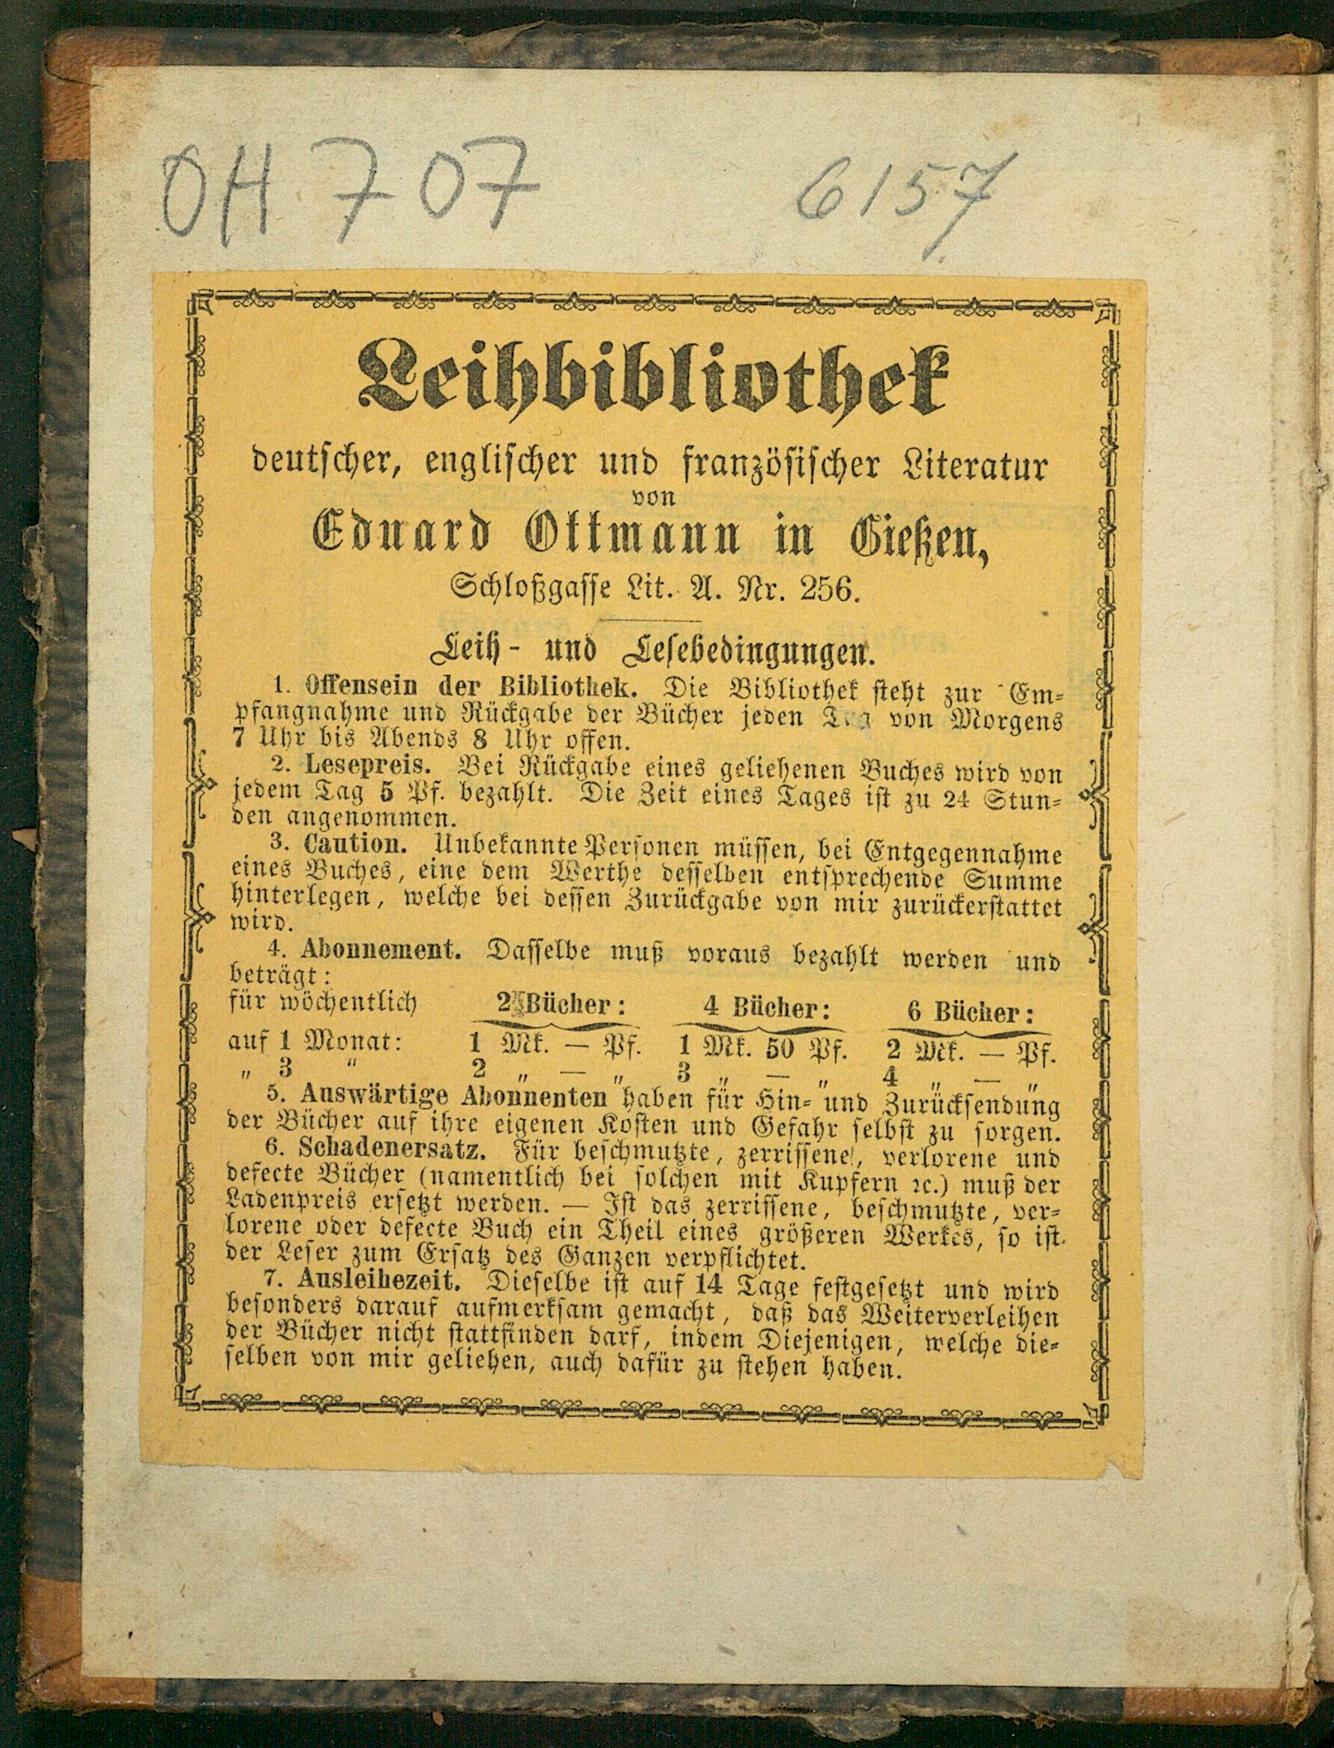 OH 707 6157
Leihbibliothek
deutscher, englischer und französischer Literatur
von
Eduard Ottmann in Gießen,
Schloßgasse Lit. A. Nr. 256.
Leih- und Lesebedingungen.
1. Offensein der Bibliothek. Die Bibliothek steht zur Em-
pfangnahme und Rückgabe der Bücher jeden Tag von Morgens
7 Uhr bis Abends 8 Uhr offen.
2. Lesepreis. Bei Rückgabe eines geliehenen Buches wird von
jedem Tag 5 Pf. bezahlt. Die Zeit eines Tages ist zu 24 Stun-
den angenommen.
3. Caution. Unbekannte Personen müssen, bei Entgegennahme
eines Buches, eine dem Werthe desselben entsprechende Summe
hinterlegen, welche bei dessen Zurückgabe von mir zurückerstattet
wird.
4. Abonnement. Dasselbe muß voraus bezahlt werden und
beträgt:
für wöchentlich 2 Bücher: 4 Bücher: 6 Bücher:
auf 1 Monat: 1 Mk. — Pf. 1 Mk. 50 Pf. 2 Mk. — Pf.
„ 3 „ 2 „ — „ 3 „ — „ 4 „ — „
5. Auswärtige Abonnenten haben für Hin- und Zurücksendung
der Bücher auf ihre eigenen Kosten und Gefahr selbst zu sorgen.
6. Schadenersatz. Für beschmutzte, zerrissene, verlorene und
defecte Bücher (namentlich bei solchen mit Kupfern ꝛc.) muß der
Ladenpreis ersetzt werden. — Ist das zerrissene, beschmutzte, ver-
lorene oder defecte Buch ein Theil eines größeren Werkes, so ist
der Leser zum Ersatz des Ganzen verpflichtet.
7. Ausleihezeit. Dieselbe ist auf 14 Tage festgesetzt und wird
besonders darauf aufmerksam gemacht, daß das Weiterverleihen
der Bücher nicht stattfinden darf, indem Diejenigen, welche die-
selben von mir geliehen, auch dafür zu stehen haben.